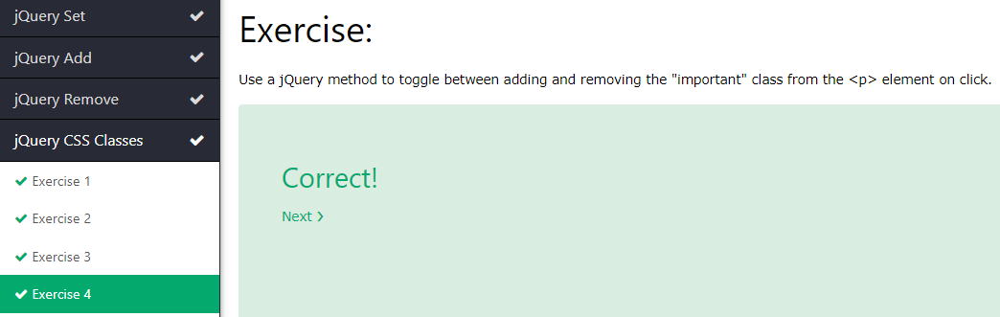 jQuery Set
jQuery Add
jQuery Remove
jQuery CSS Classes
Exercise 1
Exercise 2
Exercise 3
Exercise 4
Exercise:
Use a jQuery method to toggle between adding and removing the "important" class from the <p> element on click.
Correct!
Next ❯